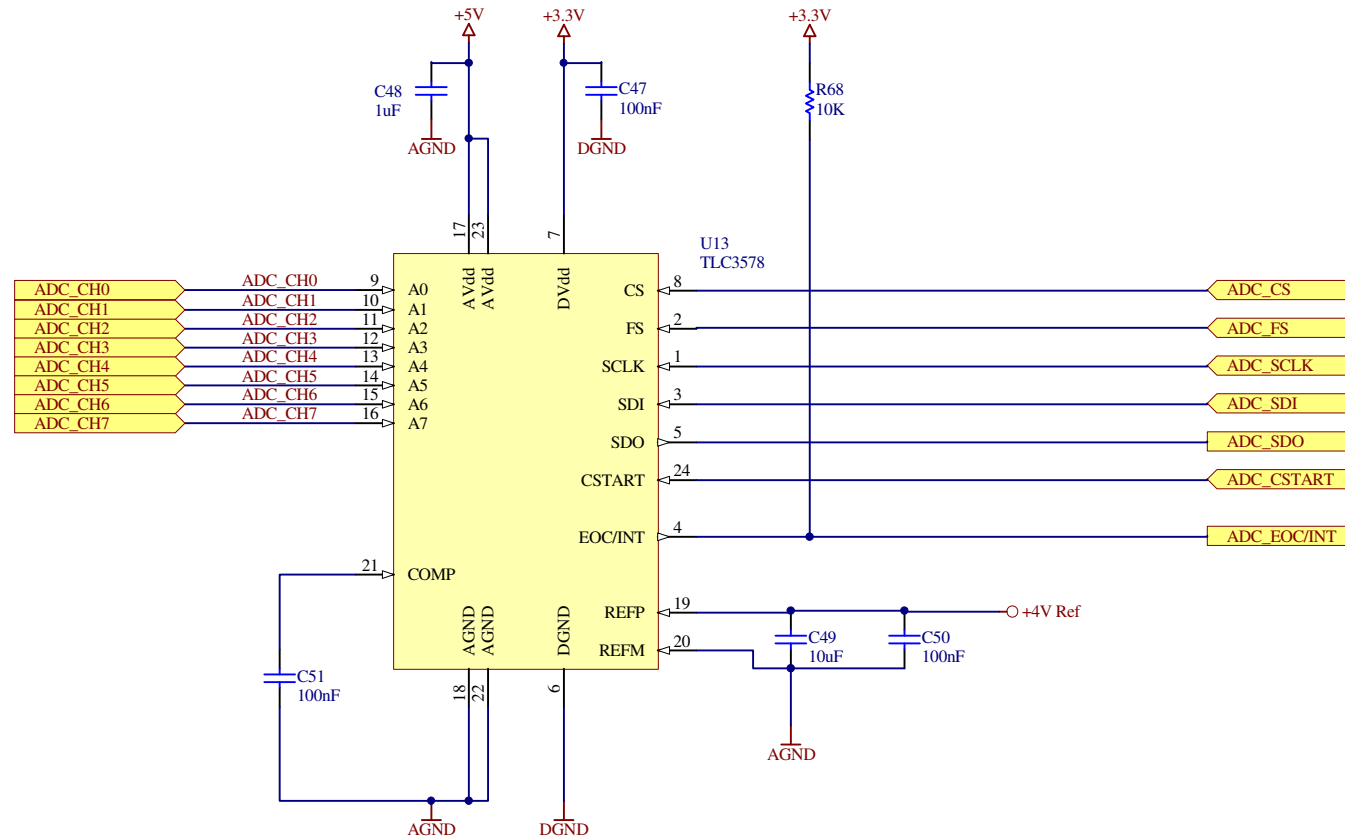 +5V
+3.3V
+3.3V
C48
1uF
C47
100nF
R68
10K
AGND
DGND
17
23
7
AVdd
AVdd
DVdd
U13
TLC3578
ADC_CH0
ADC_CH0
9
A0
ADC_CH1
ADC_CH1
10
A1
ADC_CH2
ADC_CH2
11
A2
ADC_CH3
ADC_CH3
12
A3
ADC_CH4
ADC_CH4
13
A4
ADC_CH5
ADC_CH5
14
A5
ADC_CH6
ADC_CH6
15
A6
ADC_CH7
ADC_CH7
16
A7
CS
8
ADC_CS
FS
2
ADC_FS
SCLK
1
ADC_SCLK
SDI
3
ADC_SDI
SDO
5
ADC_SDO
CSTART
24
ADC_CSTART
EOC/INT
4
ADC_EOC/INT
21
COMP
REFP
19
+4V Ref
REFM
20
C49
10uF
C50
100nF
AGND
AGND
DGND
18
22
6
C51
100nF
AGND
AGND
DGND